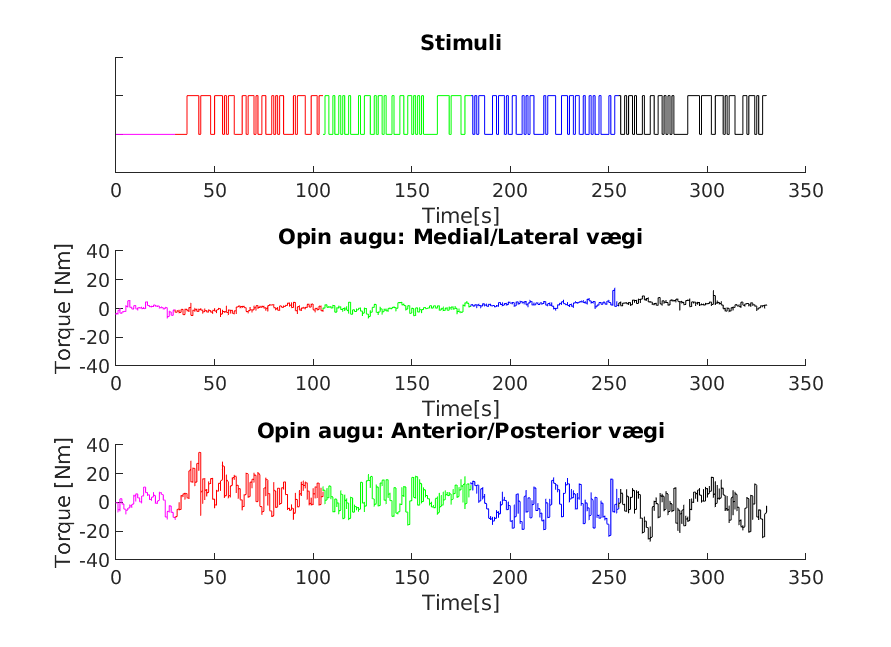 Stimuli
0 50 100 150 200 250 300 350
Time[s]
Opin augu: Medial/Lateral vægi
Torque [Nm]
40
20
0
-20
-40
0 50 100 150 200 250 300 350
Time[s]
Opin augu: Anterior/Posterior vægi
Torque [Nm]
40
20
0
-20
-40
0 50 100 150 200 250 300 350
Time[s]